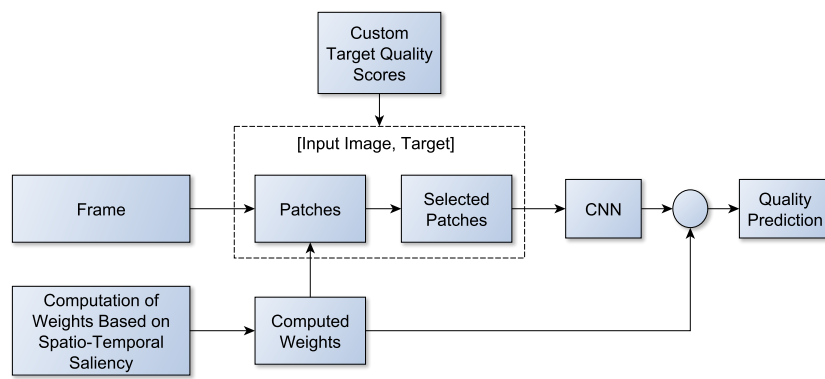 Custom
Target Quality
Scores
[Input Image, Target]
Frame
Patches
Selected
Patches
CNN
Quality
Prediction
Computation of
Weights Based on
Spatio-Temporal
Saliency
Computed
Weights